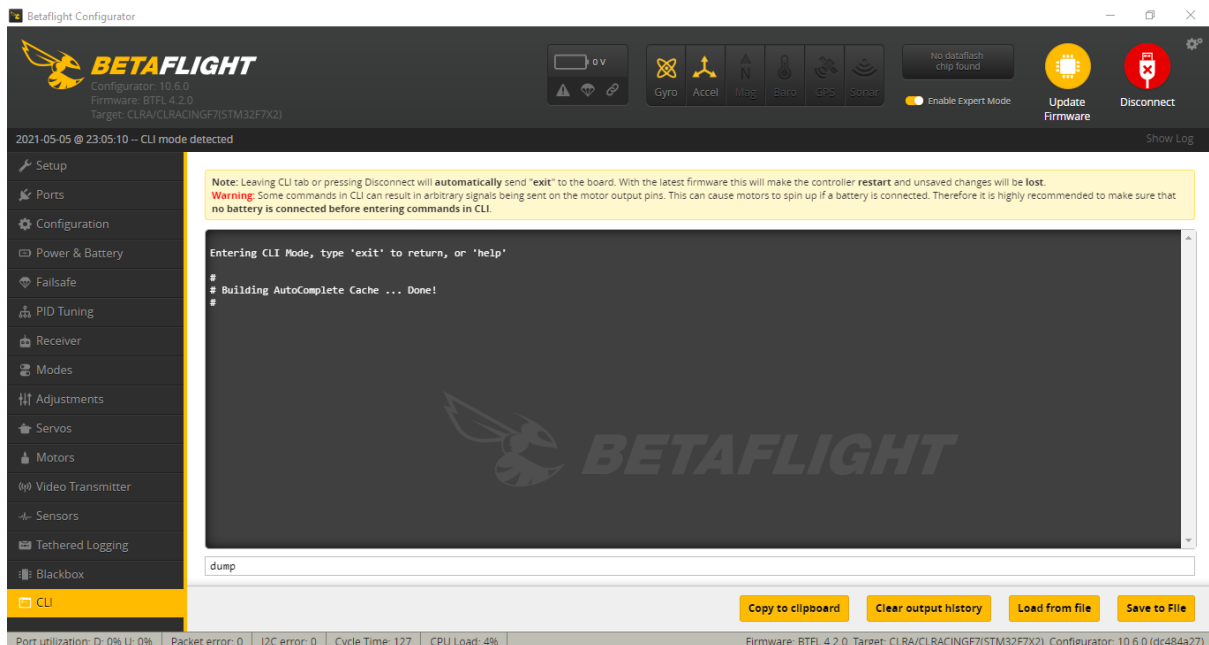 Betaflight Configurator
BETAFLIGHT
Configurator: 10.6.0
Firmware: BTFL 4.2.0
Target: CLRA/CLRACINGF7(STM32F7X2)
0 V
Gyro
Accel
Mag
Baro
GPS
Sonar
No dataflash
chip found
Enable Expert Mode
Update
Firmware
Disconnect
2021-05-05 @ 23:05:10 -- CLI mode detected
Show Log
Setup
Ports
Configuration
Power & Battery
Failsafe
PID Tuning
Receiver
Modes
Adjustments
Servos
Motors
Video Transmitter
Sensors
Tethered Logging
Blackbox
CLI
Note: Leaving CLI tab or pressing Disconnect will automatically send "exit" to the board. With the latest firmware this will make the controller restart and unsaved changes will be lost.
Warning: Some commands in CLI can result in arbitrary signals being sent on the motor output pins. This can cause motors to spin up if a battery is connected. Therefore it is highly recommended to make sure that
no battery is connected before entering commands in CLI.
Entering CLI Mode, type 'exit' to return, or 'help'
#
# Building AutoComplete Cache ... Done!
#
BETAFLIGHT
dump
Copy to clipboard
Clear output history
Load from file
Save to File
Port utilization: D: 0% U: 0%
Packet error: 0
I2C error: 0
Cycle Time: 127
CPU Load: 4%
Firmware: BTFL 4.2.0, Target: CLRA/CLRACINGF7(STM32F7X2), Configurator: 10.6.0 (dc484a27)